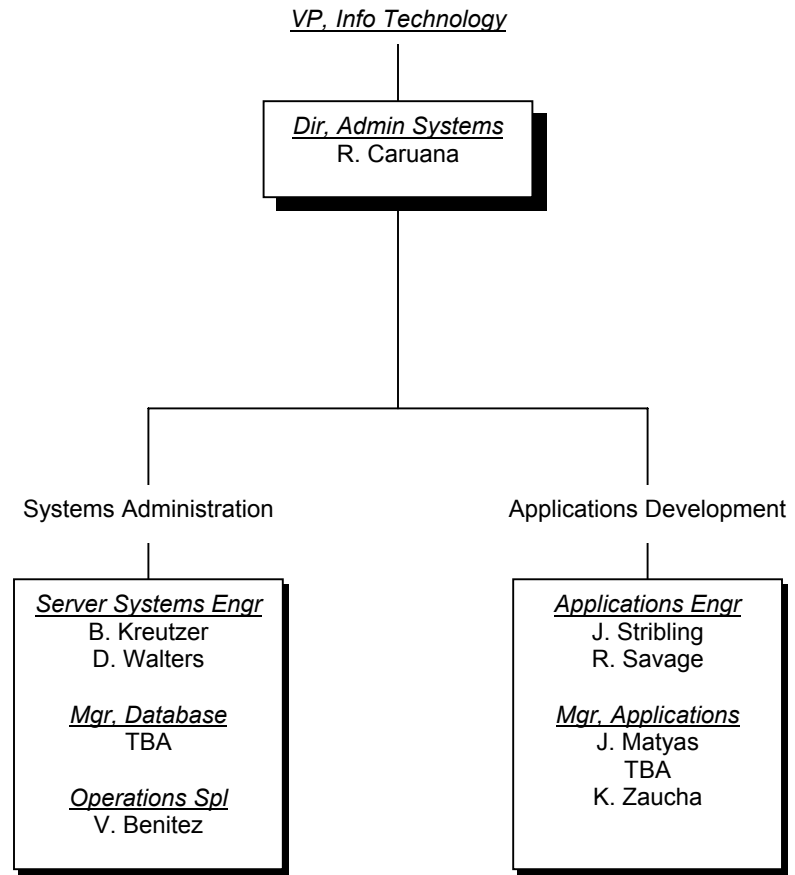 VP, Info Technology
Dir, Admin Systems
R. Caruana
Systems Administration
Server Systems Engr
B. Kreutzer
D. Walters
Mgr, Database
TBA
Operations Spl
V. Benitez
Applications Development
Applications Engr
J. Stribling
R. Savage
Mgr, Applications
J. Matyas
TBA
K. Zaucha